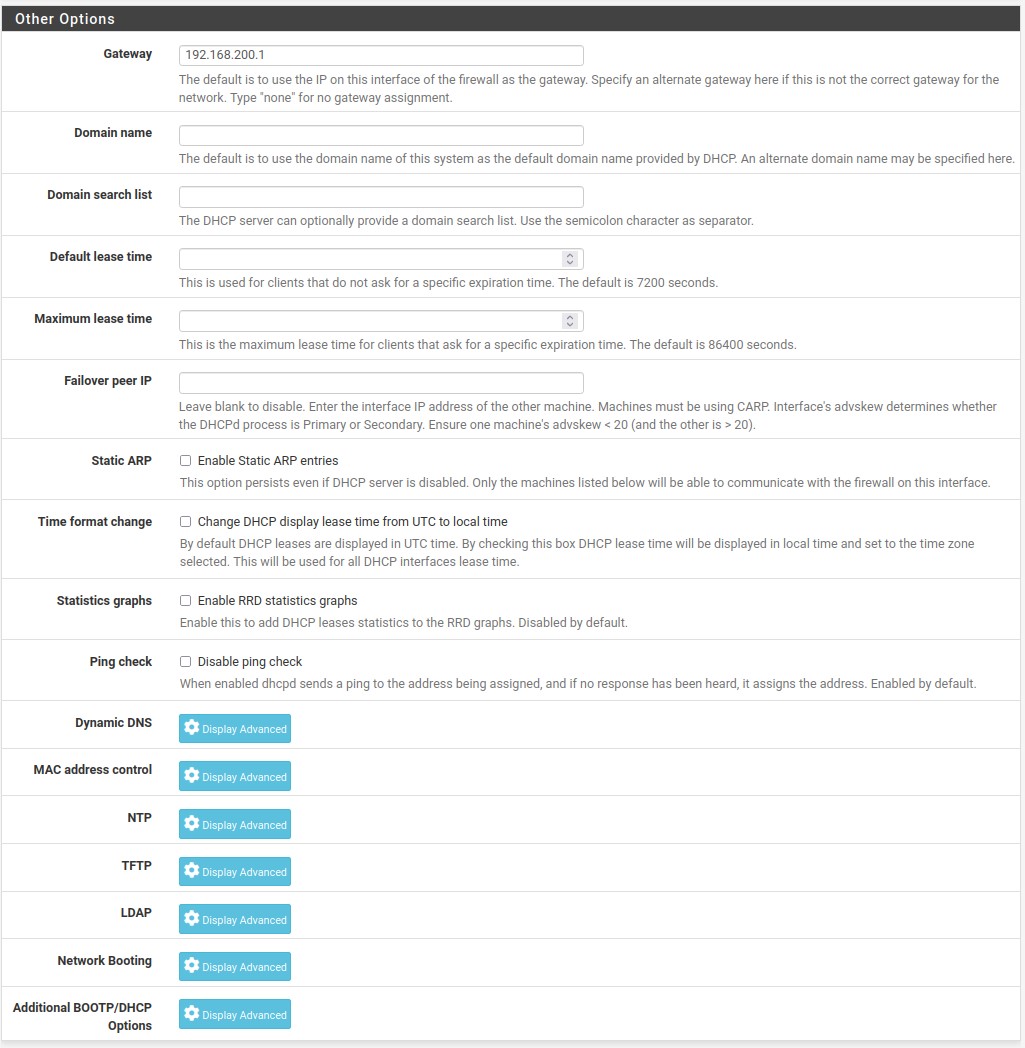 Other Options
Gateway
192.168.200.1
The default is to use the IP on this interface of the firewall as the gateway. Specify an alternate gateway here if this is not the correct gateway for the
network. Type "none" for no gateway assignment.
Domain name
The default is to use the domain name of this system as the default domain name provided by DHCP. An alternate domain name may be specified here.
Domain search list
The DHCP server can optionally provide a domain search list. Use the semicolon character as separator.
Default lease time
This is used for clients that do not ask for a specific expiration time. The default is 7200 seconds.
Maximum lease time
This is the maximum lease time for clients that ask for a specific expiration time. The default is 86400 seconds.
Failover peer IP
Leave blank to disable. Enter the interface IP address of the other machine. Machines must be using CARP. Interface's advskew determines whether
the DHCPd process is Primary or Secondary. Ensure one machine's advskew < 20 (and the other is > 20).
Static ARP
Enable Static ARP entries
This option persists even if DHCP server is disabled. Only the machines listed below will be able to communicate with the firewall on this interface.
Time format change
Change DHCP display lease time from UTC to local time
By default DHCP leases are displayed in UTC time. By checking this box DHCP lease time will be displayed in local time and set to the time zone
selected. This will be used for all DHCP interfaces lease time.
Statistics graphs
Enable RRD statistics graphs
Enable this to add DHCP leases statistics to the RRD graphs. Disabled by default.
Ping check
Disable ping check
When enabled dhcpd sends a ping to the address being assigned, and if no response has been heard, it assigns the address. Enabled by default.
Dynamic DNS
Display Advanced
MAC address control
Display Advanced
NTP
Display Advanced
TFTP
Display Advanced
LDAP
Display Advanced
Network Booting
Display Advanced
Additional BOOTP/DHCP
Options
Display Advanced